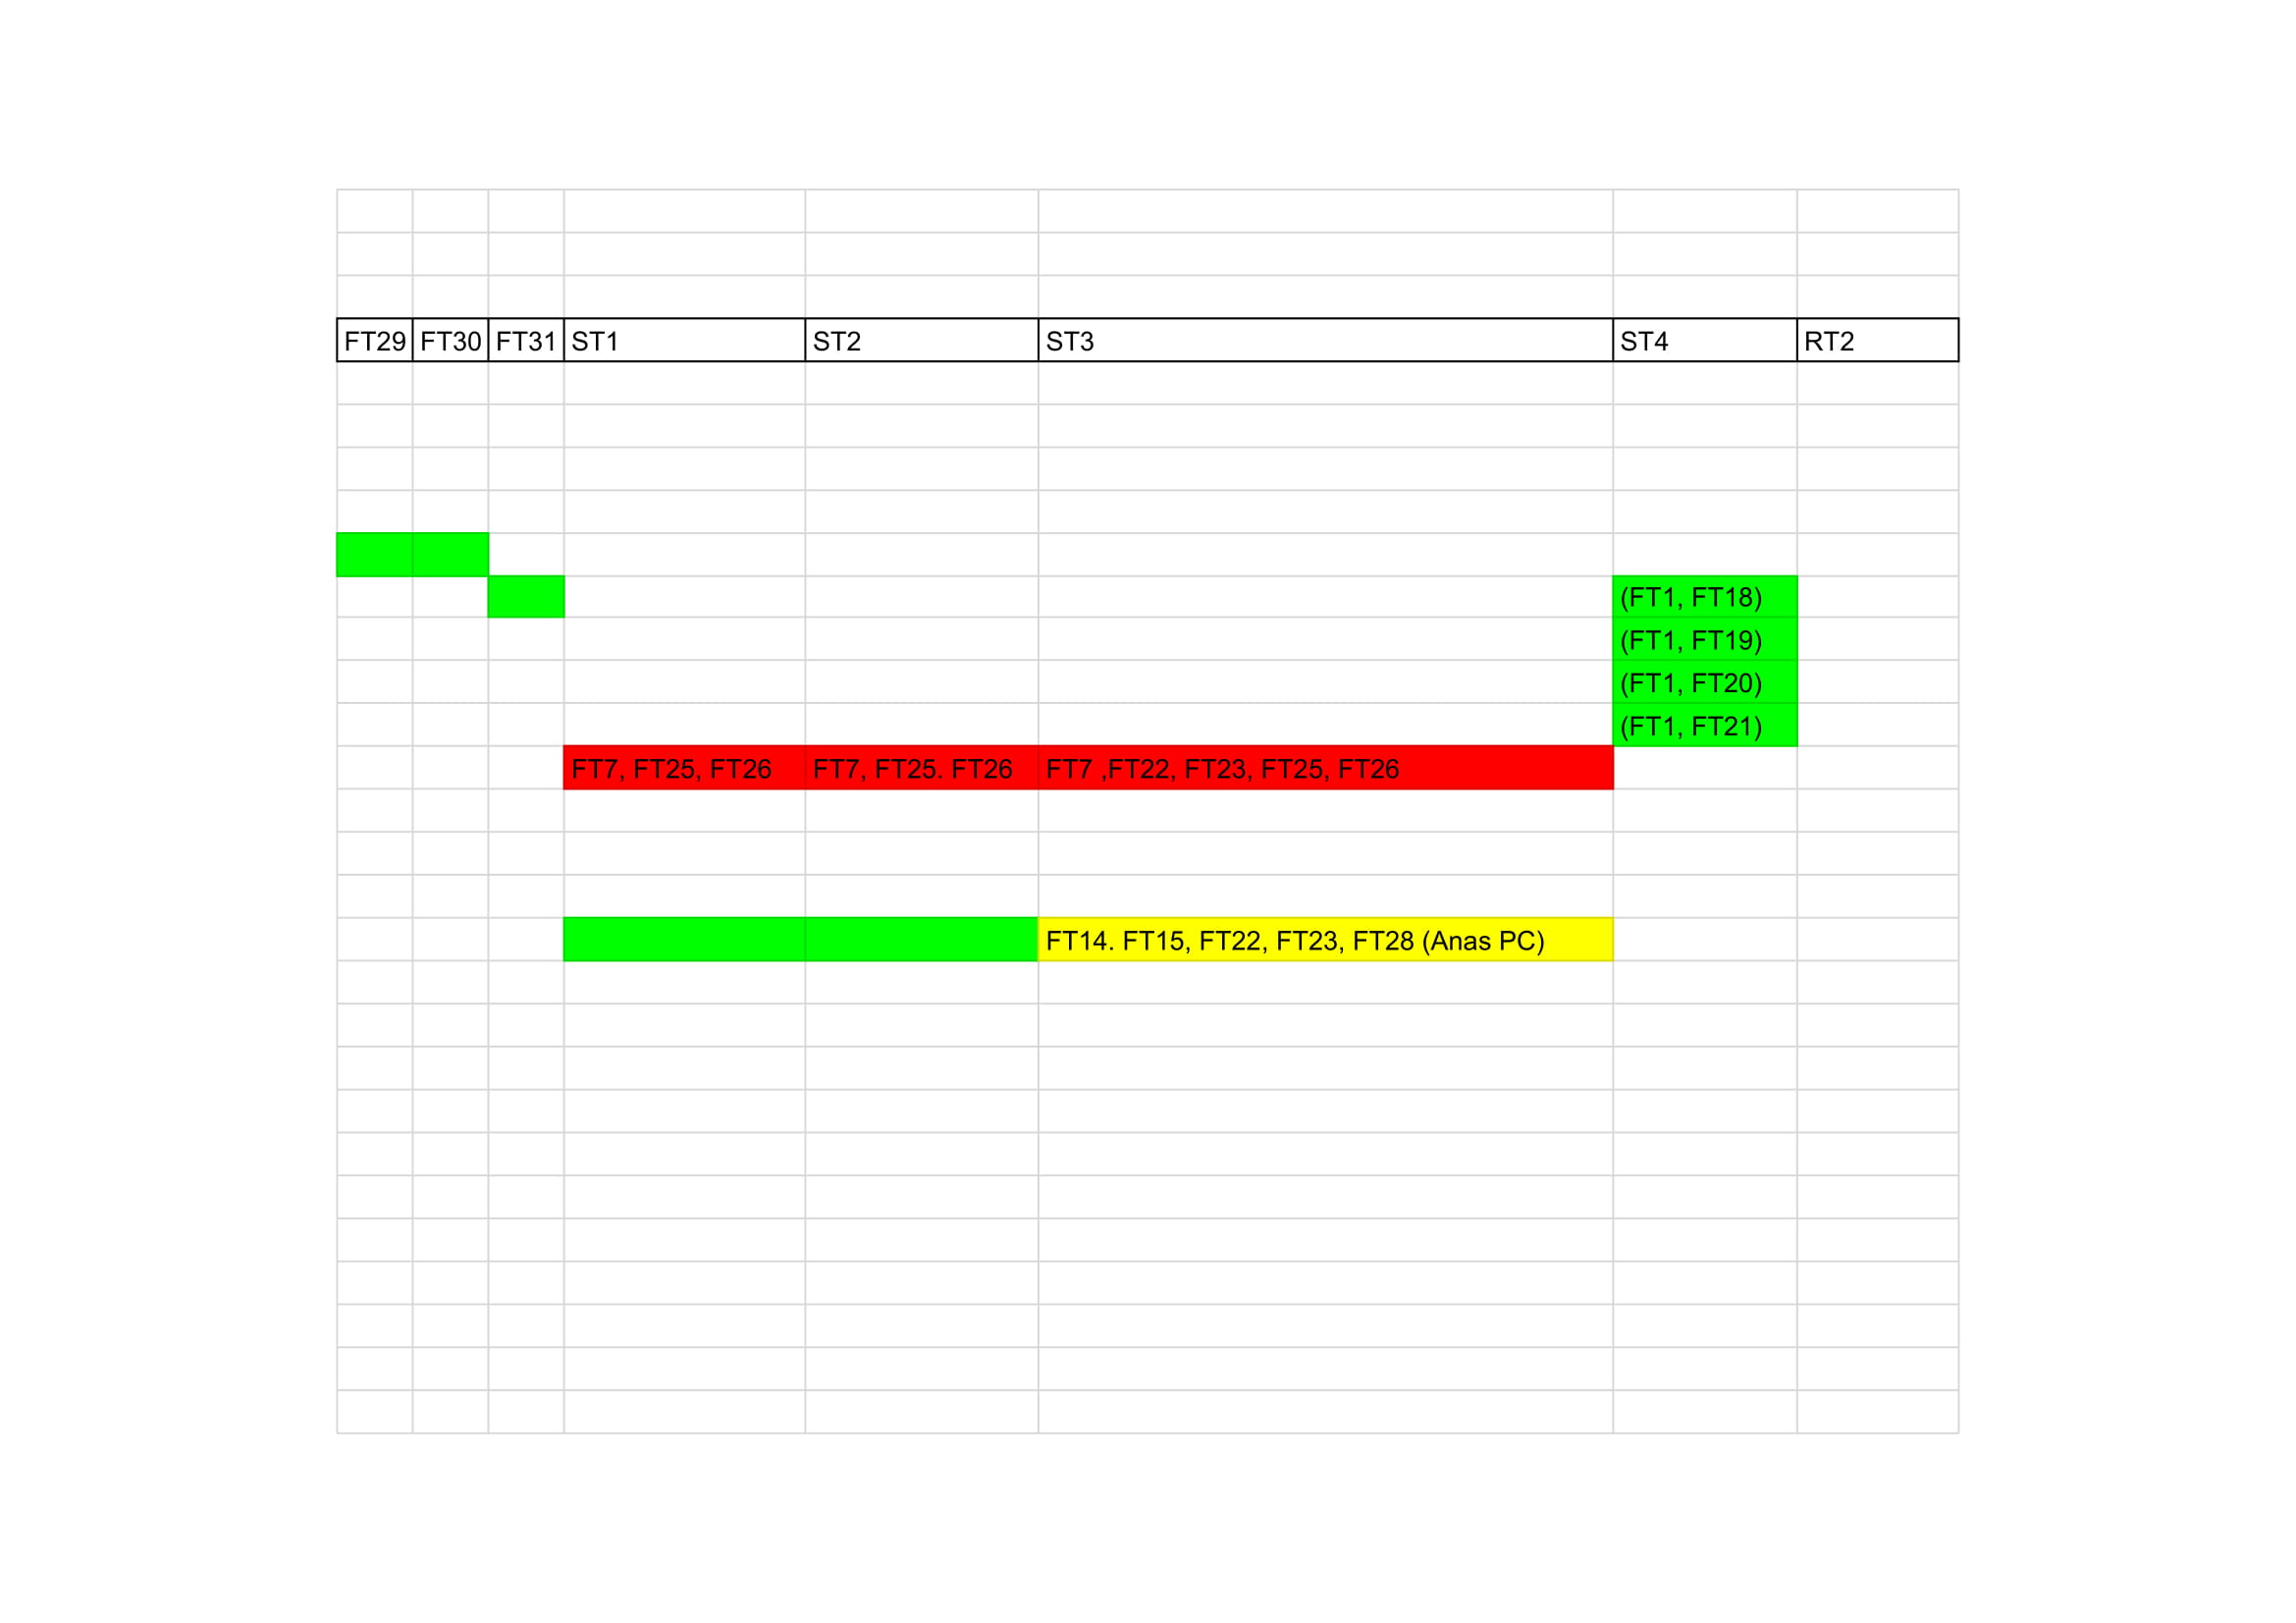 FT29 FT30 FT31 ST1 ST2 ST3 ST4 RT2
(FT1, FT18)
(FT1, FT19)
(FT1, FT20)
(FT1, FT21)
FT7, FT25, FT26 FT7, FT25. FT26 FT7 ,FT22, FT23, FT25, FT26
FT14. FT15, FT22, FT23, FT28 (Anas PC)